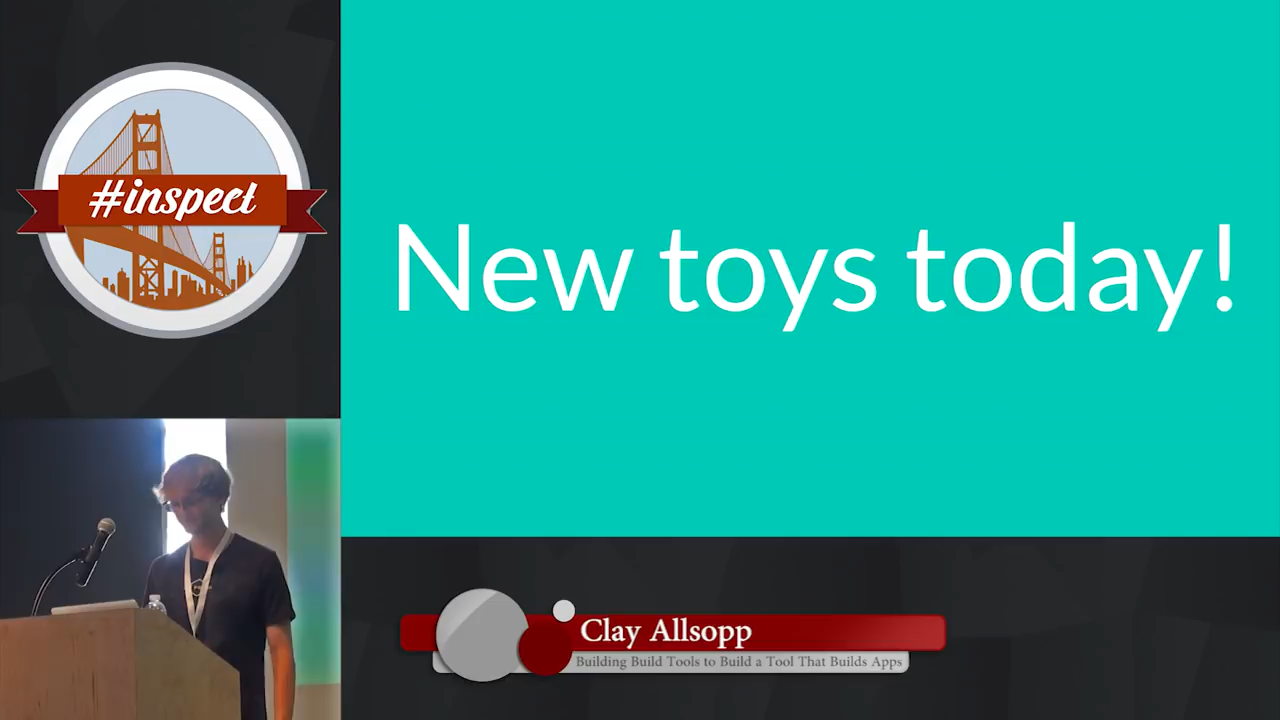 #inspect
New toys today!
Clay Allsopp
Building Build Tools to Build a Tool That Builds Apps